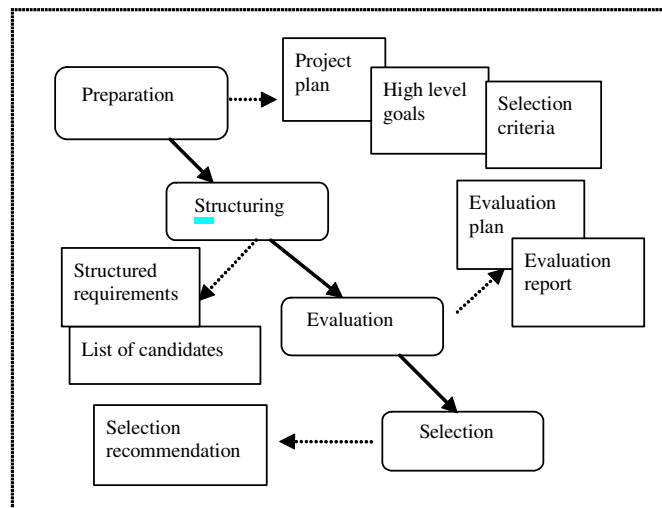 Preparation
Project
plan
High level
goals
Selection
criteria
Structuring
Evaluation
plan
Evaluation
report
Structured
requirements
List of candidates
Evaluation
Selection
recommendation
Selection